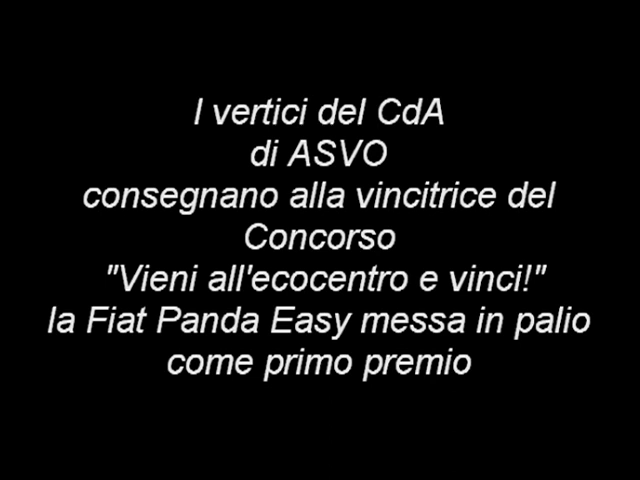 I vertici del CdA
di ASVO
consegnano alla vincitrice del
Concorso
"Vieni all'ecocentro e vinci!"
la Fiat Panda Easy messa in palio
come primo premio